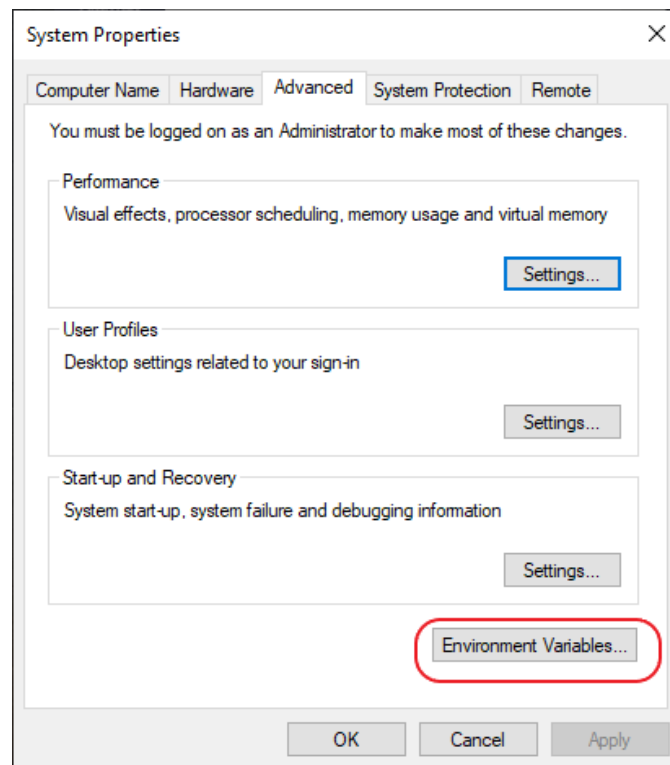 System Properties
Computer Name Hardware Advanced System Protection Remote
You must be logged on as an Administrator to make most of these changes.
Performance
Visual effects, processor scheduling, memory usage and virtual memory
Settings...
User Profiles
Desktop settings related to your sign-in
Settings...
Start-up and Recovery
System start-up, system failure and debugging information
Settings...
Environment Variables...
OK Cancel Apply